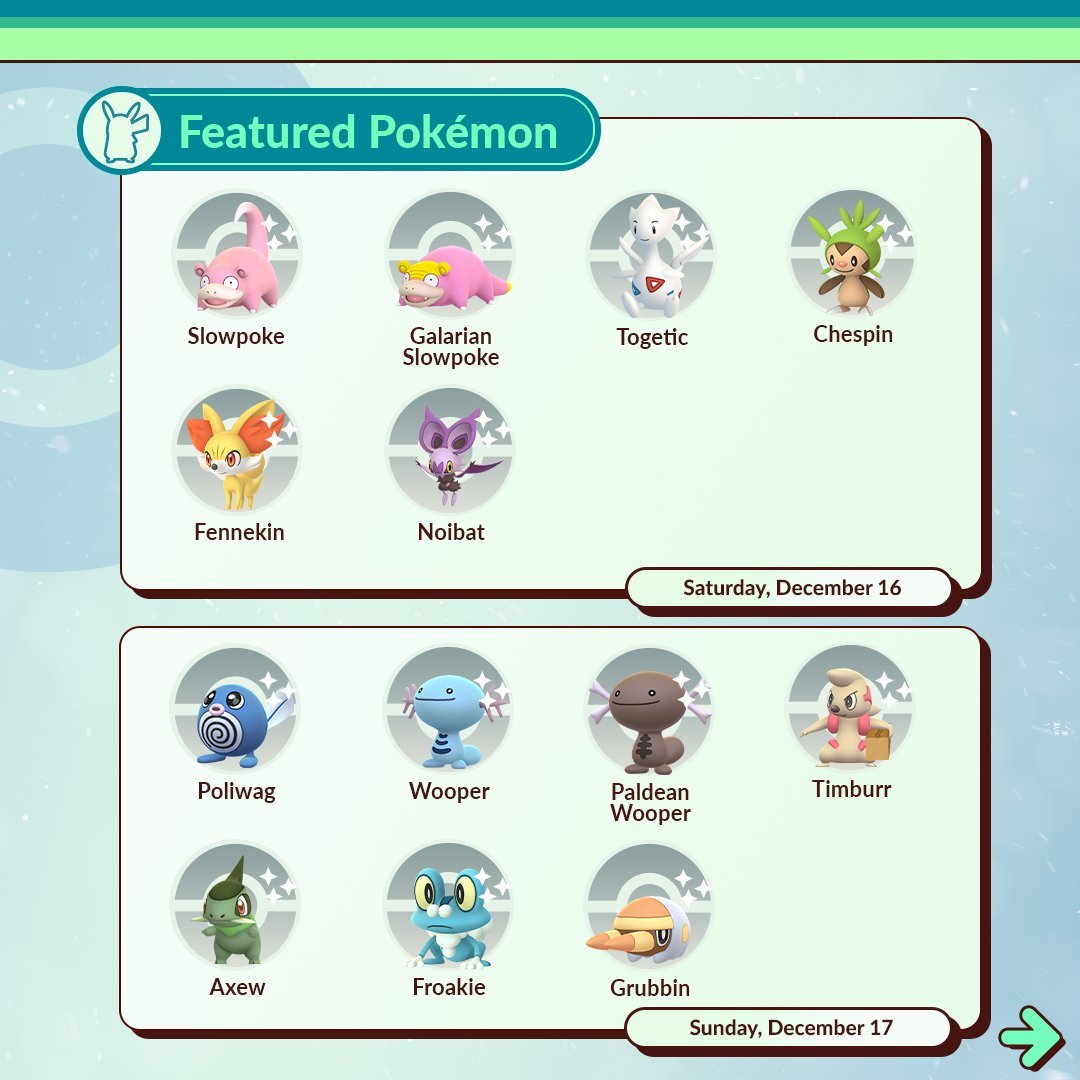 Featured Pokémon
Slowpoke
Galarian
Slowpoke
Togetic
Chespin
Fennekin
Noibat
Saturday, December 16
Poliwag
Wooper
Paldean
Wooper
Timburr
Axew
Froakie
Grubbin
Sunday, December 17